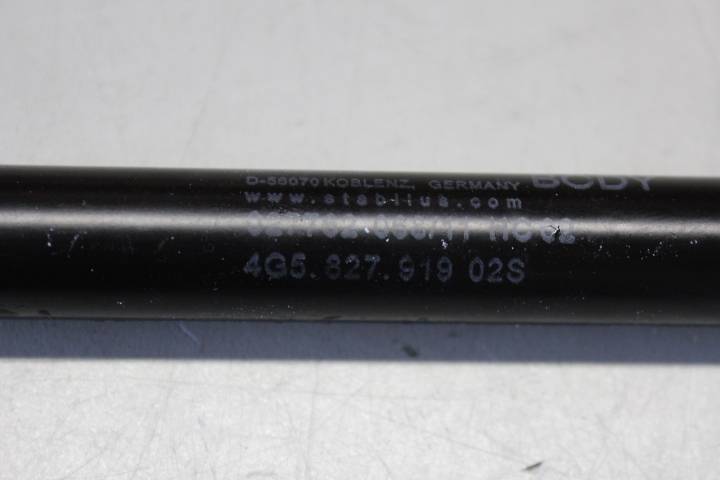 D-56070 KOBLENZ, GERMANY BODY
www.stabilus.com
4G5.827.919 02S